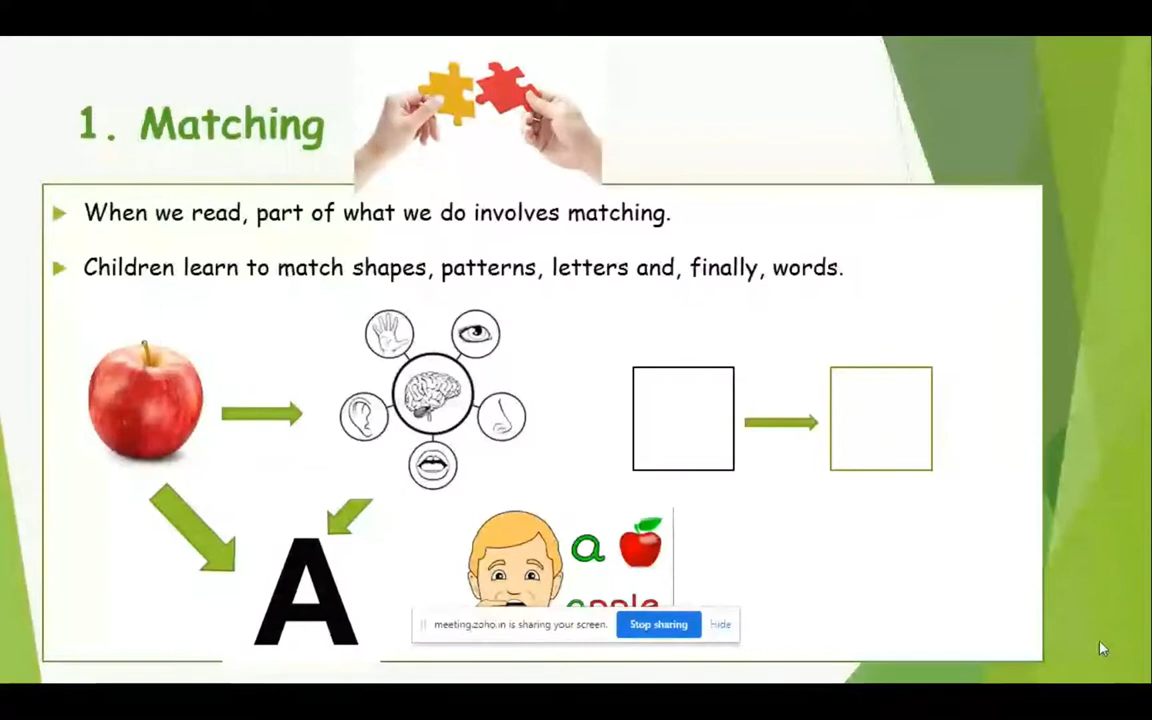 1. Matching
When we read, part of what we do involves matching.
Children learn to match shapes, patterns, letters and, finally, words.
a
apple
A
meeting.zoho.in is sharing your screen. Stop sharing Hide